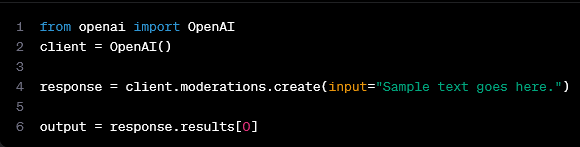 1 from openai import OpenAI
2 client = OpenAI()
3
4 response = client.moderations.create(input="Sample text goes here.")
5
6 output = response.results[0]